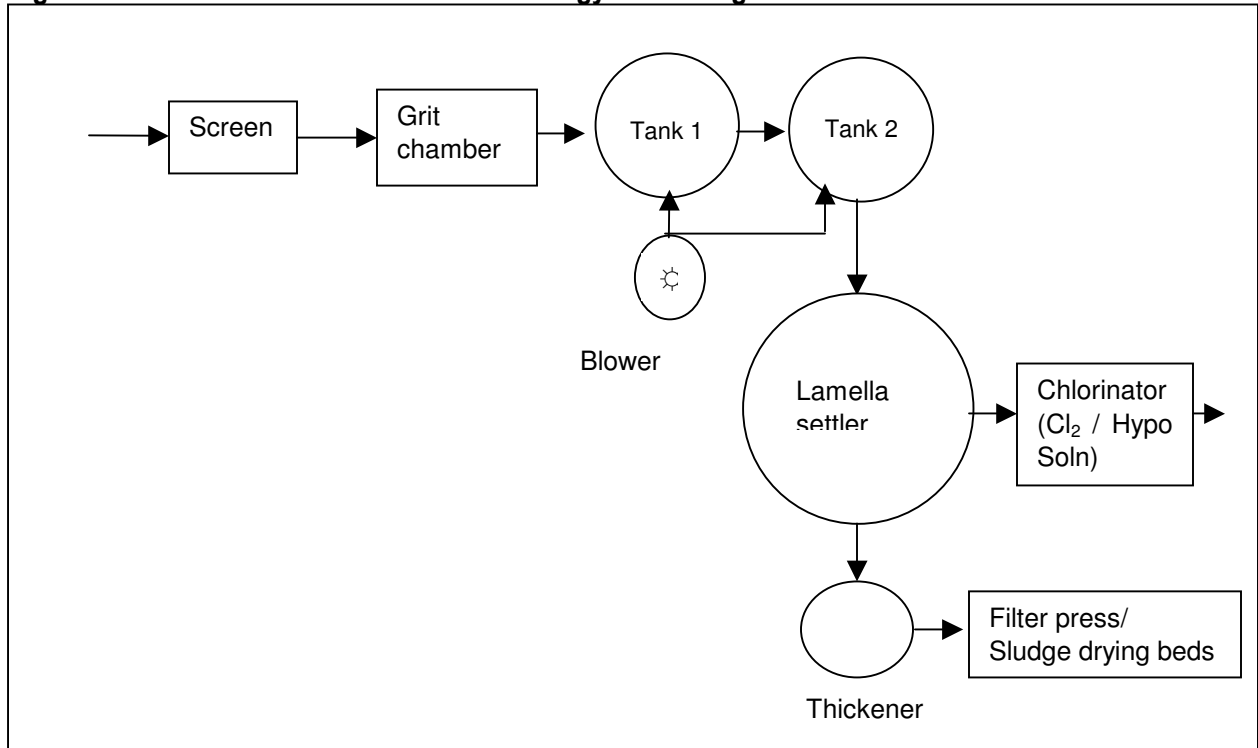 Screen
Grit
chamber
Tank 1
Tank 2
Blower
Lamella
settler
Chlorinator
(Cl₂ / Hypo
Soln)
Filter press/
Sludge drying beds
Thickener